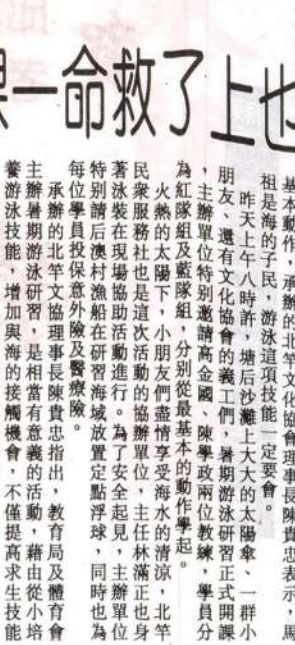 也上了救命一課
基本動作，承辦的北竿文化協會理事長陳貴忠表示，馬
祖是海的子民，游泳這項技能一定要會。
昨天上午八時許，塘后沙灘上大大的太陽傘、一群小
朋友、還有文化協會的義工們，暑期游泳研習正式開課
，主辦單位特別邀請高金國、陳學政兩位教練，學員分
為紅隊組及藍隊組，分別從最基本的動作學起。
火熱的太陽下，小朋友們盡情享受海水的清涼，北竿
民衆服務社也是這次活動的協辦單位，主任林滿正也身
著泳裝在現場協助活動進行。為了安全起見，主辦單位
特別請后澳村漁船在研習海域放置定點浮球，同時也為
每位學員投保意外險及醫療險。
承辦的北竿文協理事長陳貴忠指出，教育局及體育會
主辦暑期游泳研習，是相當有意義的活動，藉由從小培
養游泳技能，增加與海的接觸機會，不僅提高求生技能